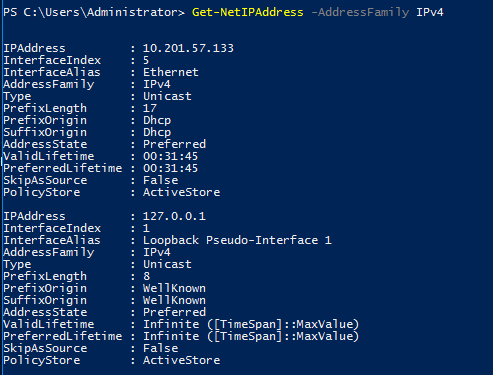 PS C:\Users\Administrator> Get-NetIPAddress -AddressFamily IPv4
IPAddress : 10.201.57.133
InterfaceIndex : 5
InterfaceAlias : Ethernet
AddressFamily : IPv4
Type : Unicast
PrefixLength : 17
PrefixOrigin : Dhcp
SuffixOrigin : Dhcp
AddressState : Preferred
ValidLifetime : 00:31:45
PreferredLifetime : 00:31:45
SkipAsSource : False
PolicyStore : ActiveStore
IPAddress : 127.0.0.1
InterfaceIndex : 1
InterfaceAlias : Loopback Pseudo-Interface 1
AddressFamily : IPv4
Type : Unicast
PrefixLength : 8
PrefixOrigin : WellKnown
SuffixOrigin : WellKnown
AddressState : Preferred
ValidLifetime : Infinite ([TimeSpan]::MaxValue)
PreferredLifetime : Infinite ([TimeSpan]::MaxValue)
SkipAsSource : False
PolicyStore : ActiveStore